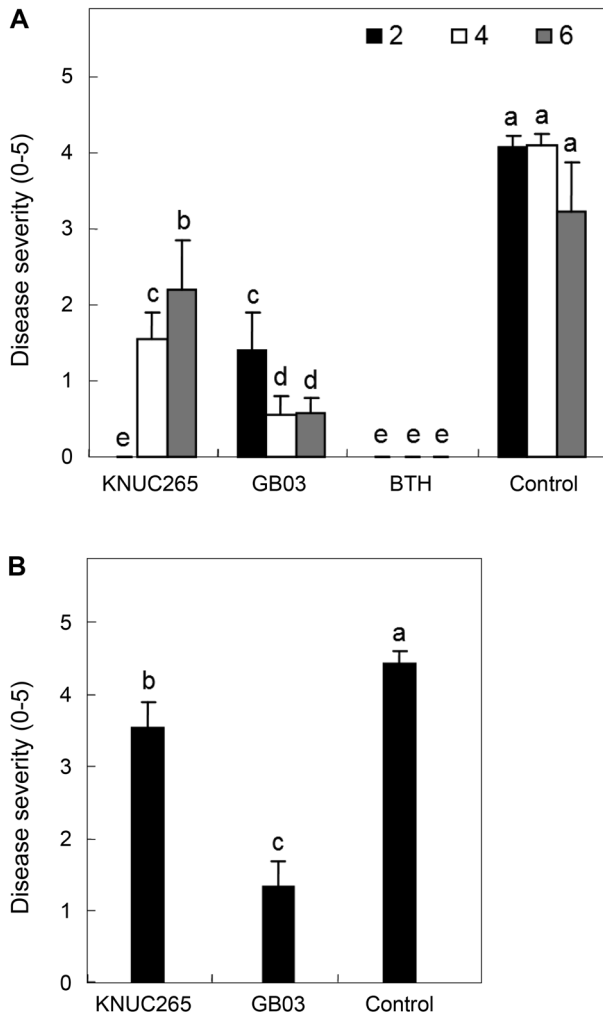 A
2 4 6
5
4
3
2
1
0
Disease severity (0-5)
e c b
c d d
e e e
a a a
KNUC265 GB03 BTH Control
B
5
4
3
2
1
0
Disease severity (0-5)
b
c
a
KNUC265 GB03 Control